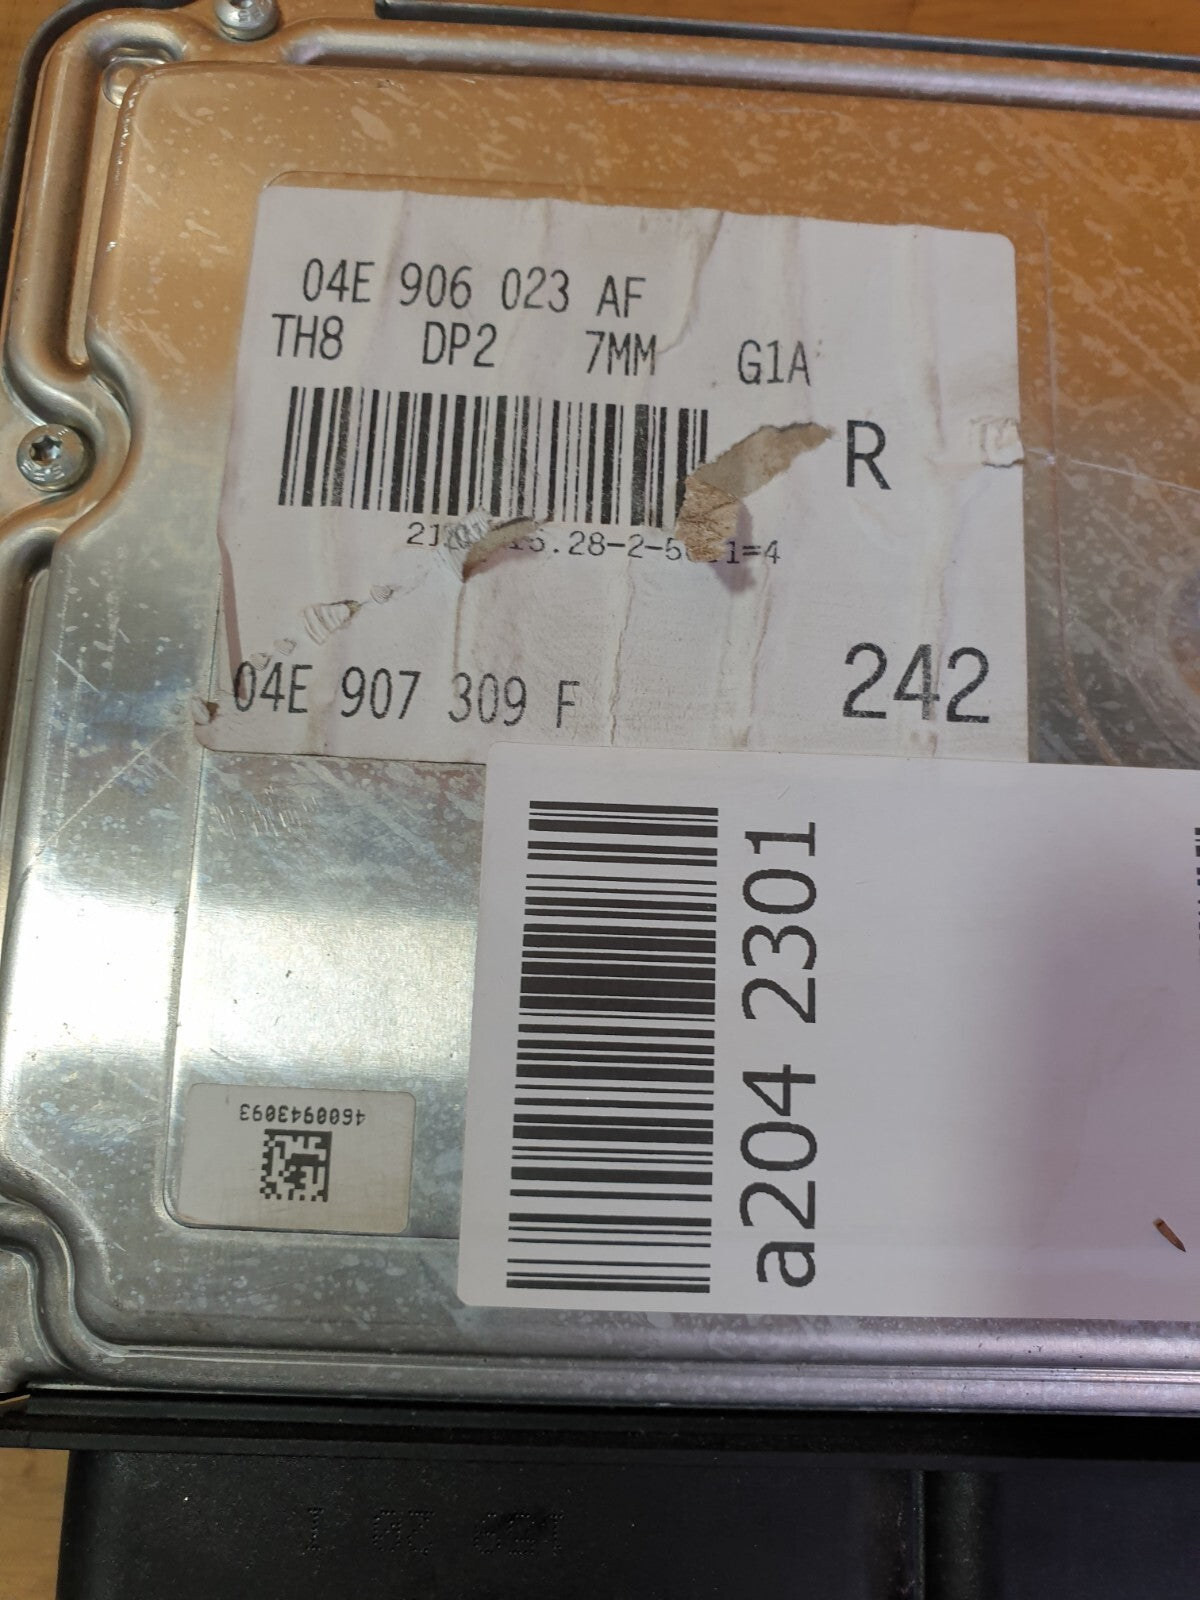 04E 906 023 AF
TH8 DP2 7MM G1A
R
04E 907 309 F
242
a204 2301
4600943093